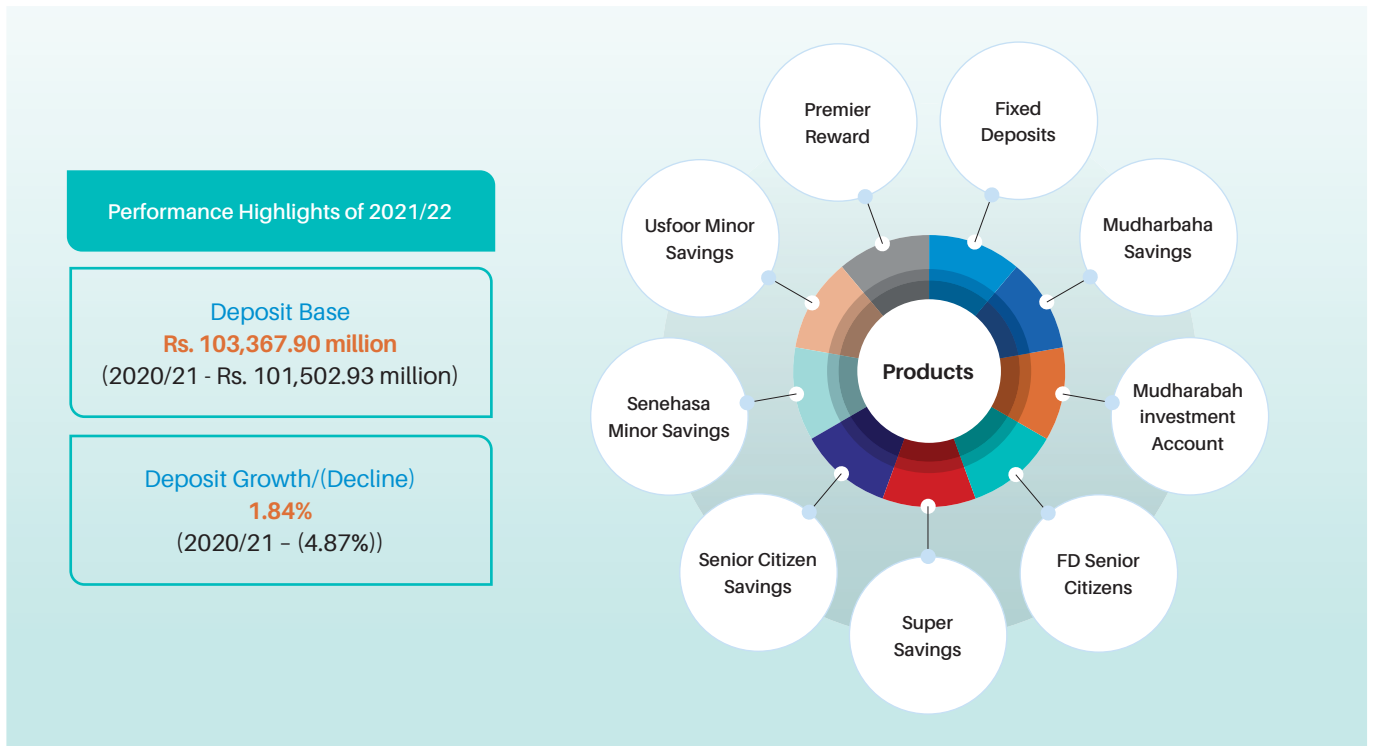 Performance Highlights of 2021/22
Deposit Base
Rs. 103,367.90 million
(2020/21 - Rs. 101,502.93 million)
Deposit Growth/(Decline)
1.84%
(2020/21 – (4.87%))
Premier
Reward
Fixed
Deposits
Usfoor Minor
Savings
Mudharbaha
Savings
Products
Senehasa
Minor Savings
Mudharabah
investment
Account
Senior Citizen
Savings
FD Senior
Citizens
Super
Savings